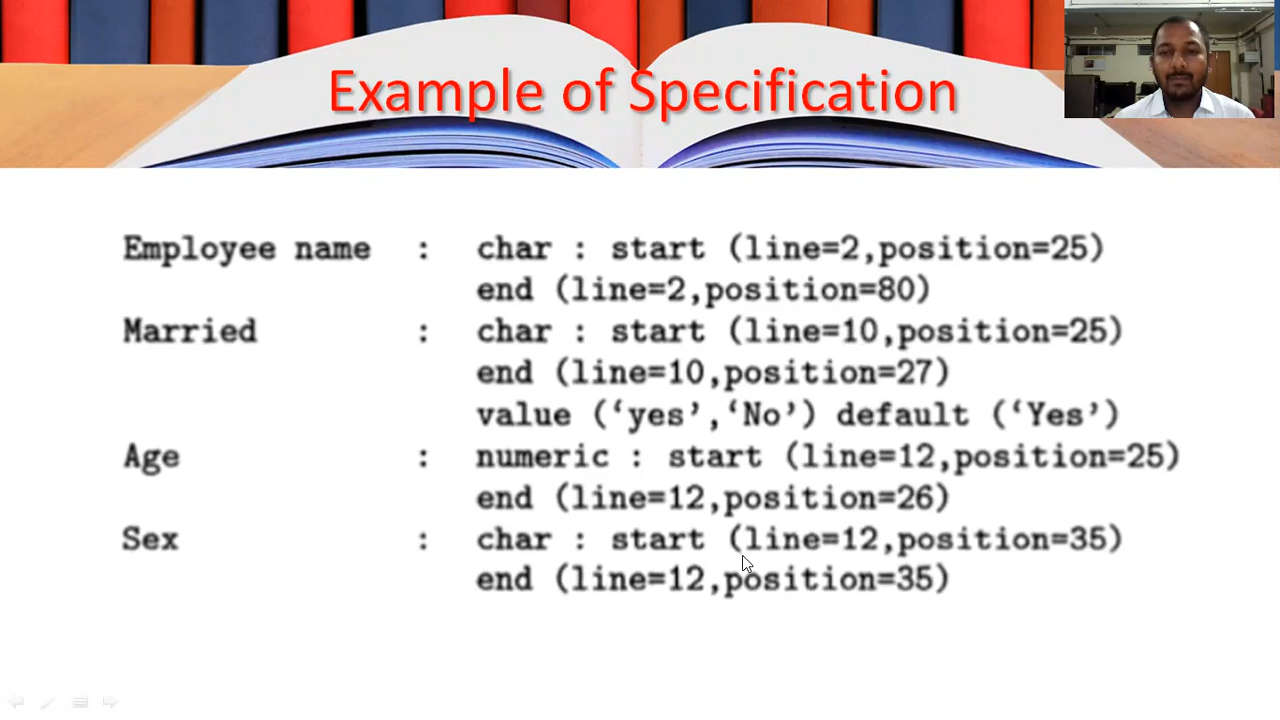 Example of Specification
Employee name : char : start (line=2,position=25)
end (line=2,position=80)
Married : char : start (line=10,position=25)
end (line=10,position=27)
value (‘yes’,‘No’) default (‘Yes’)
Age : numeric : start (line=12,position=25)
end (line=12,position=26)
Sex : char : start (line=12,position=35)
end (line=12,position=35)